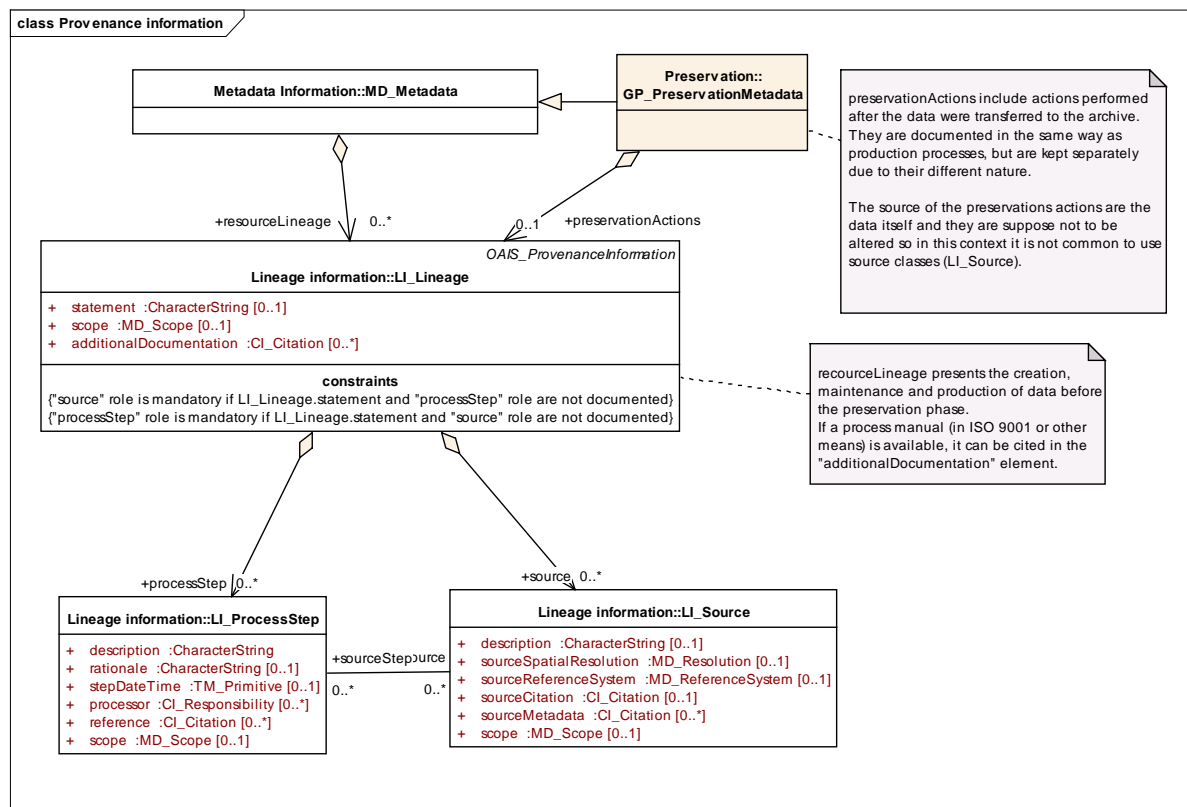 class Provenance information
Metadata Information::MD_Metadata
Preservation::
GP_PreservationMetadata
preservationActions include actions performed
after the data were transferred to the archive.
They are documented in the same way as
production processes, but are kept separately
due to their different nature.
The source of the preservations actions are the
data itself and they are suppose not to be
altered so in this context it is not common to use
source classes (LI_Source).
+resourceLineage 0..*
0..1 +preservationActions
OAIS_ProvenanceInformation
Lineage information::LI_Lineage
+ statement :CharacterString [0..1]
+ scope :MD_Scope [0..1]
+ additionalDocumentation :CI_Citation [0..*]
constraints
{"source" role is mandatory if LI_Lineage.statement and "processStep" role are not documented}
{"processStep" role is mandatory if LI_Lineage.statement and "source" role are not documented}
recourceLineage presents the creation,
maintenance and production of data before
the preservation phase.
If a process manual (in ISO 9001 or other
means) is available, it can be cited in the
"additionalDocumentation" element.
+processStep 0..*
+source 0..*
Lineage information::LI_ProcessStep
+ description :CharacterString
+ rationale :CharacterString [0..1]
+ stepDateTime :TM_Primitive [0..1]
+ processor :CI_Responsibility [0..*]
+ reference :CI_Citation [0..*]
+ scope :MD_Scope [0..1]
+sourceStep ource
0..* 0..*
Lineage information::LI_Source
+ description :CharacterString [0..1]
+ sourceSpatialResolution :MD_Resolution [0..1]
+ sourceReferenceSystem :MD_ReferenceSystem [0..1]
+ sourceCitation :CI_Citation [0..1]
+ sourceMetadata :CI_Citation [0..*]
+ scope :MD_Scope [0..1]